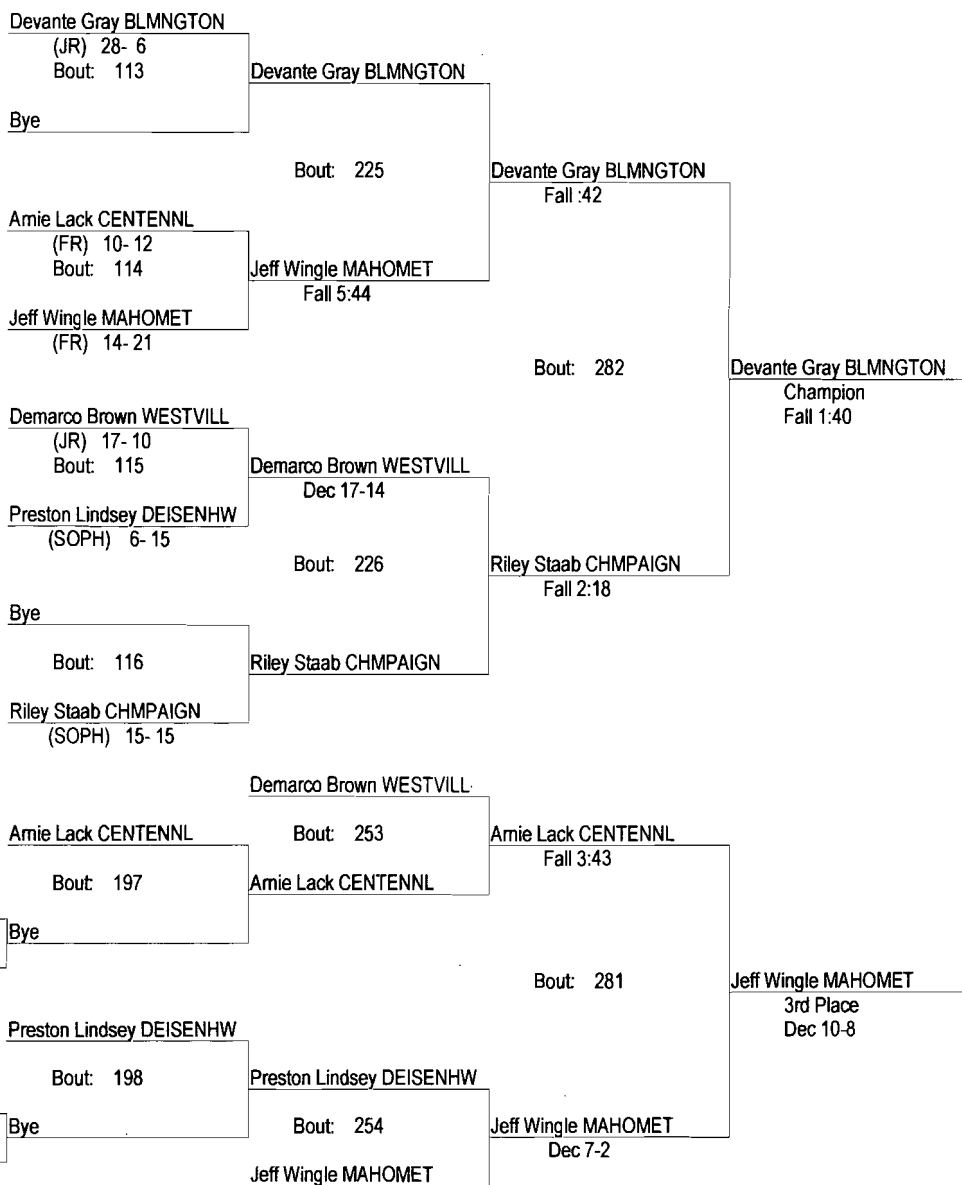 Devante Gray BLMNGTON
(JR) 28- 6
Bout: 113
Devante Gray BLMNGTON
Bye
Bout: 225
Devante Gray BLMNGTON
Fall :42
Arnie Lack CENTENNL
(FR) 10- 12
Bout: 114
Jeff Wingle MAHOMET
Fall 5:44
Jeff Wingle MAHOMET
(FR) 14- 21
Bout: 282
Devante Gray BLMNGTON
Champion
Fall 1:40
Demarco Brown WESTVILL
(JR) 17- 10
Bout: 115
Demarco Brown WESTVILL
Dec 17-14
Preston Lindsey DEISENHW
(SOPH) 6- 15
Bout: 226
Riley Staab CHMPAIGN
Fall 2:18
Bye
Bout: 116
Riley Staab CHMPAIGN
Riley Staab CHMPAIGN
(SOPH) 15- 15
Demarco Brown WESTVILL
Arnie Lack CENTENNL
Bout: 253
Arnie Lack CENTENNL
Fall 3:43
Bout: 197
Arnie Lack CENTENNL
Bye
Bout: 281
Jeff Wingle MAHOMET
3rd Place
Dec 10-8
Preston Lindsey DEISENHW
Bout: 198
Preston Lindsey DEISENHW
Bye
Bout: 254
Jeff Wingle MAHOMET
Dec 7-2
Jeff Wingle MAHOMET